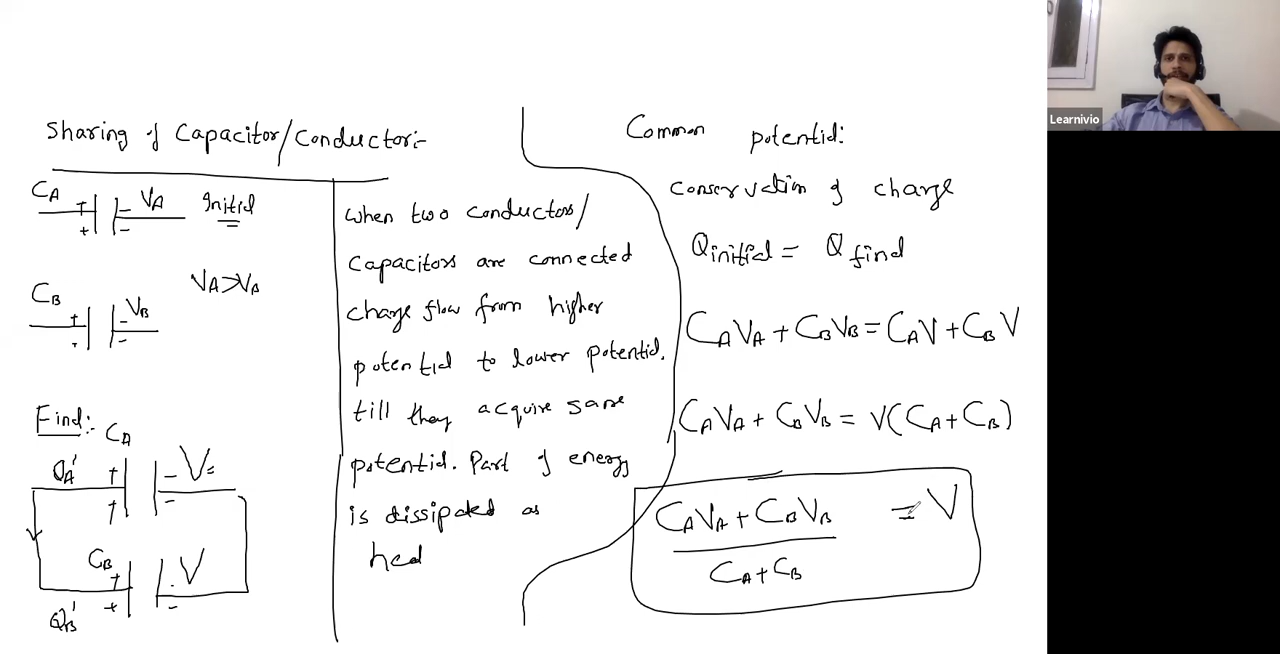 Sharing of Capacitor/Conductor:-
CA
VA
Initial
+ -
+ -
VA>VA
CB
VB
+ -
+ -
Final:-
CA
QA'
+ - V=
+ -
CB
+ - V
+ -
QB'
When two conductors/
Capacitors are connected
charge flow from higher
potential to lower potential.
till they acquire same
potential. Part of energy
is dissipated as
heat
Common potential:
conservation of charge
Qinitial = Qfinal
CAVA + CBVB = CAV + CBV
CAVA + CBVB = V(CA + CB)
CAVA + CBVB = V
CA + CB
Learnivio